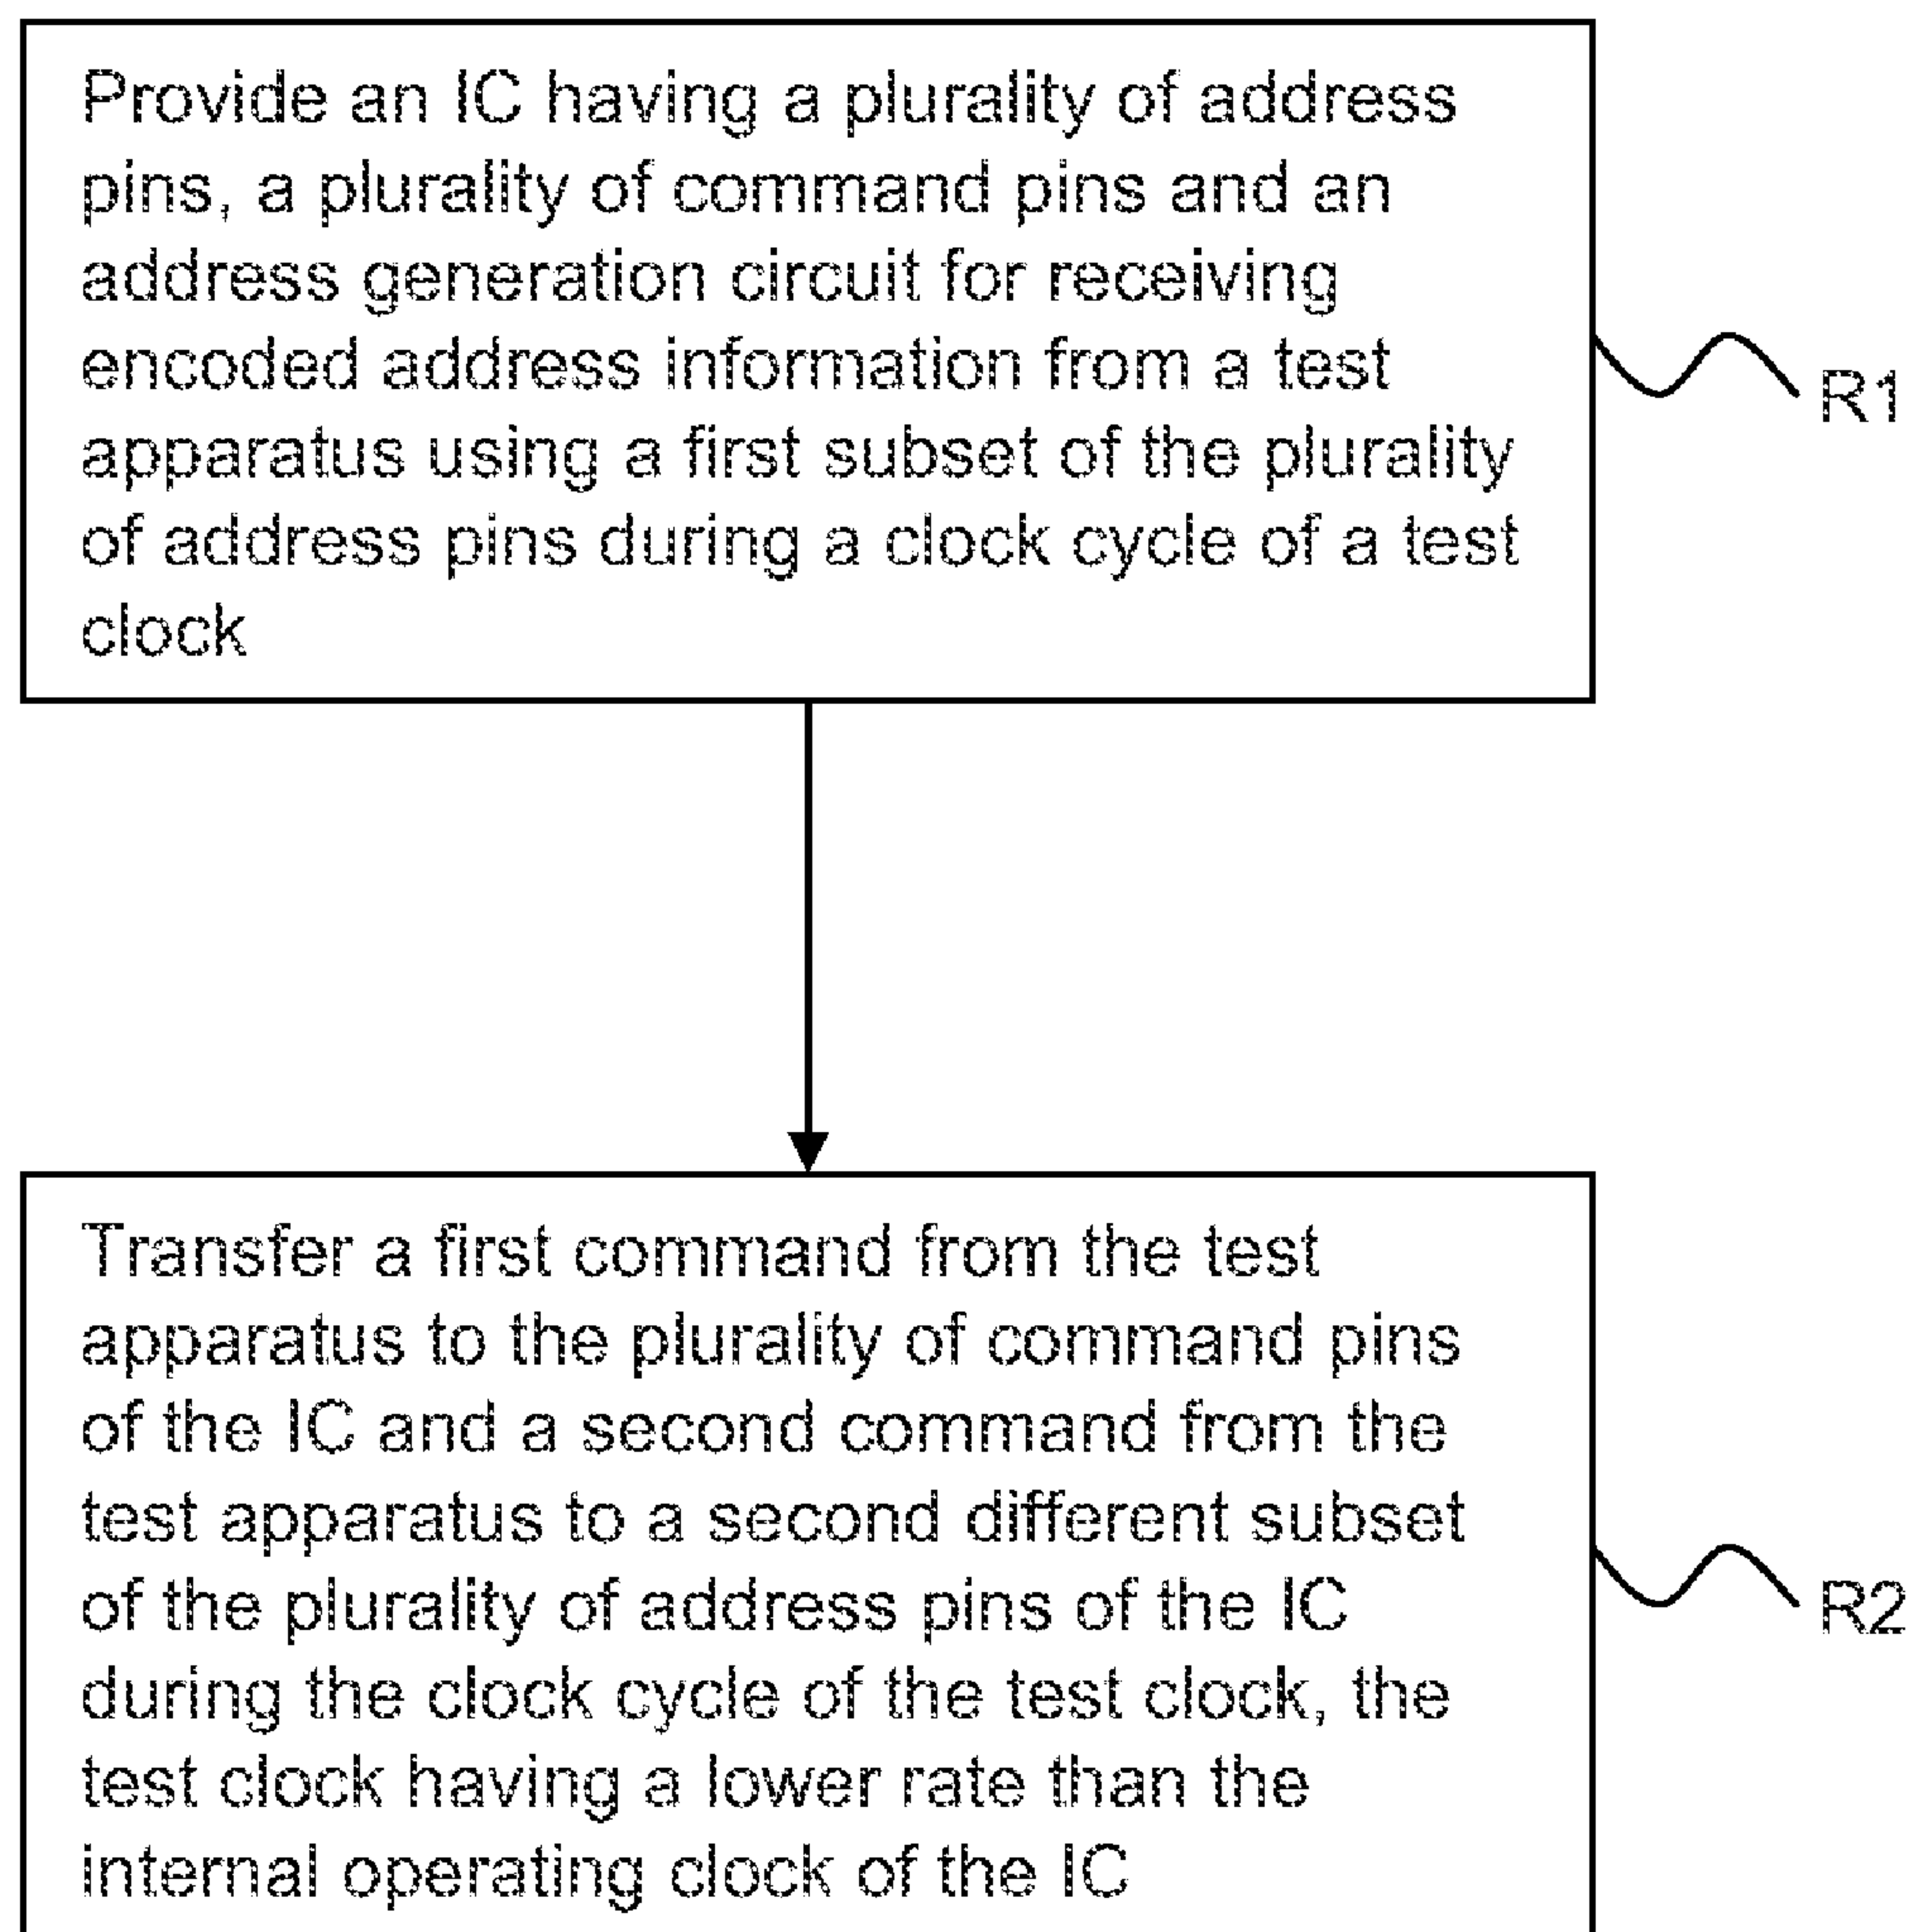 Provide an IC having a plurality of address
pins, a plurality of command pins and an
address generation circuit for receiving
encoded address information from a test
apparatus using a first subset of the plurality
of address pins during a clock cycle of a test
clock
R1
Transfer a first command from the test
apparatus to the plurality of command pins
of the IC and a second command from the
test apparatus to a second different subset
of the plurality of address pins of the IC
during the clock cycle of the test clock, the
test clock having a lower rate than the
internal operating clock of the IC
R2